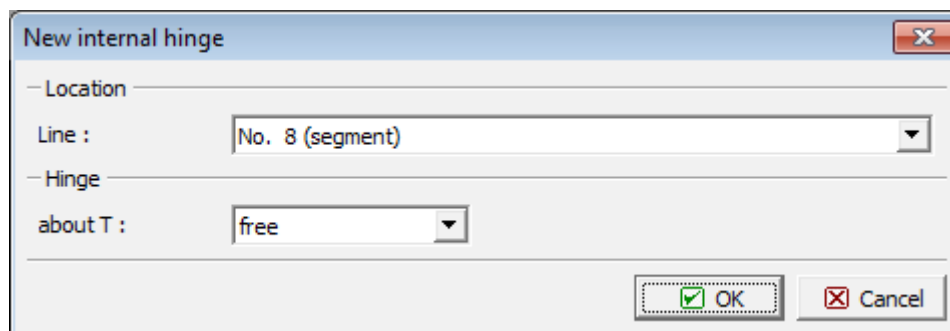 New internal hinge
Location
Line : No. 8 (segment)
Hinge
about T : free
OK Cancel